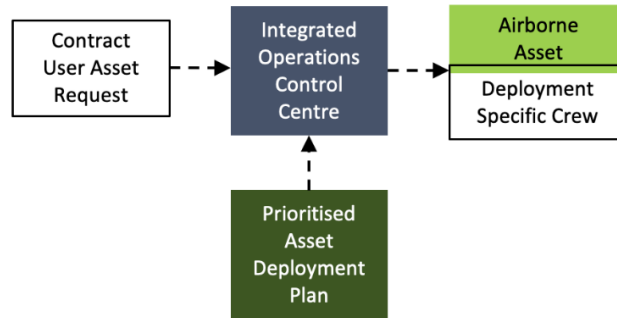 Contract
User Asset
Request
Integrated
Operations
Control
Centre
Airborne
Asset
Deployment
Specific Crew
Prioritised
Asset
Deployment
Plan